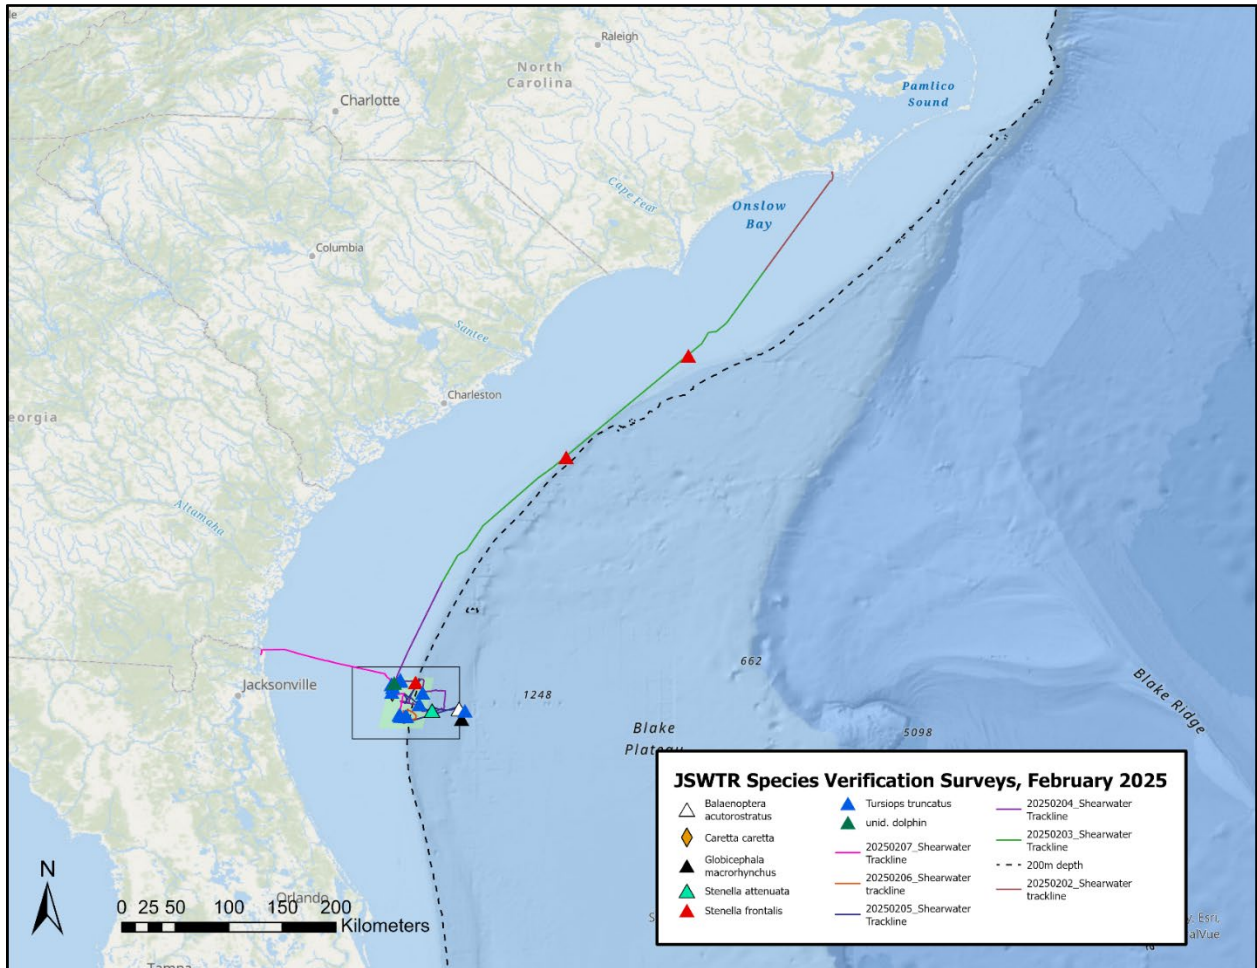 Raleigh
North
Carolina
Pamlico
Sound
Charlotte
Cape Fear
Onslow
Bay
Columbia
Santee
Charleston
eorgia
Altamaha
Jacksonville
662
1248
Blake Ridge
Blake
Plateau
5098
JSWTR Species Verification Surveys, February 2025
Balaenoptera
acutorostratus
Caretta caretta
Globicephala
macrorhynchus
Stenella attenuata
Stenella frontalis
Tursiops truncatus
unid. dolphin
20250207_Shearwater
Trackline
20250206_Shearwater
trackline
20250205_Shearwater
Trackline
20250204_Shearwater
Trackline
20250203_Shearwater
Trackline
200m depth
20250202_Shearwater
trackline
N
Orlando
0 25 50 100 150 200
Kilometers
Tampa
Esri,
alVue